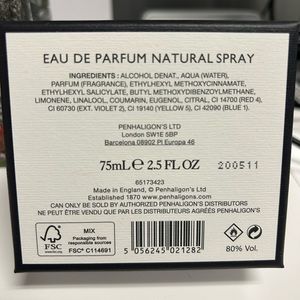 EAU DE PARFUM NATURAL SPRAY
INGREDIENTS : ALCOHOL DENAT., AQUA (WATER),
PARFUM (FRAGRANCE), ETHYLHEXYL METHOXYCINNAMATE,
ETHYLHEXYL SALICYLATE, BUTYL METHOXYDIBENZOYLMETHANE,
LIMONENE, LINALOOL, COUMARIN, EUGENOL, CITRAL, CI 14700 (RED 4),
CI 60730 (EXT. VIOLET 2), CI 19140 (YELLOW 5), CI 42090 (BLUE 1).
PENHALIGON'S LTD
London SW1E 5BP
Barcelona 08902 Pl Europa 46
75mL ℮ 2.5 FL OZ
200511
65173423
Made in England, © Penhaligon's Ltd
Established 1870 www.penhaligons.com
CAN ONLY BE SOLD BY AUTHORIZED PENHALIGON'S DISTRIBUTORS
NE PEUT ÊTRE VENDU QUE PAR LES DISTRIBUTEURS AGRÉÉS PENHALIGON'S
FSC
MIX
Packaging from
responsible sources
FSC® C114691
5 056245 021282
80% Vol.